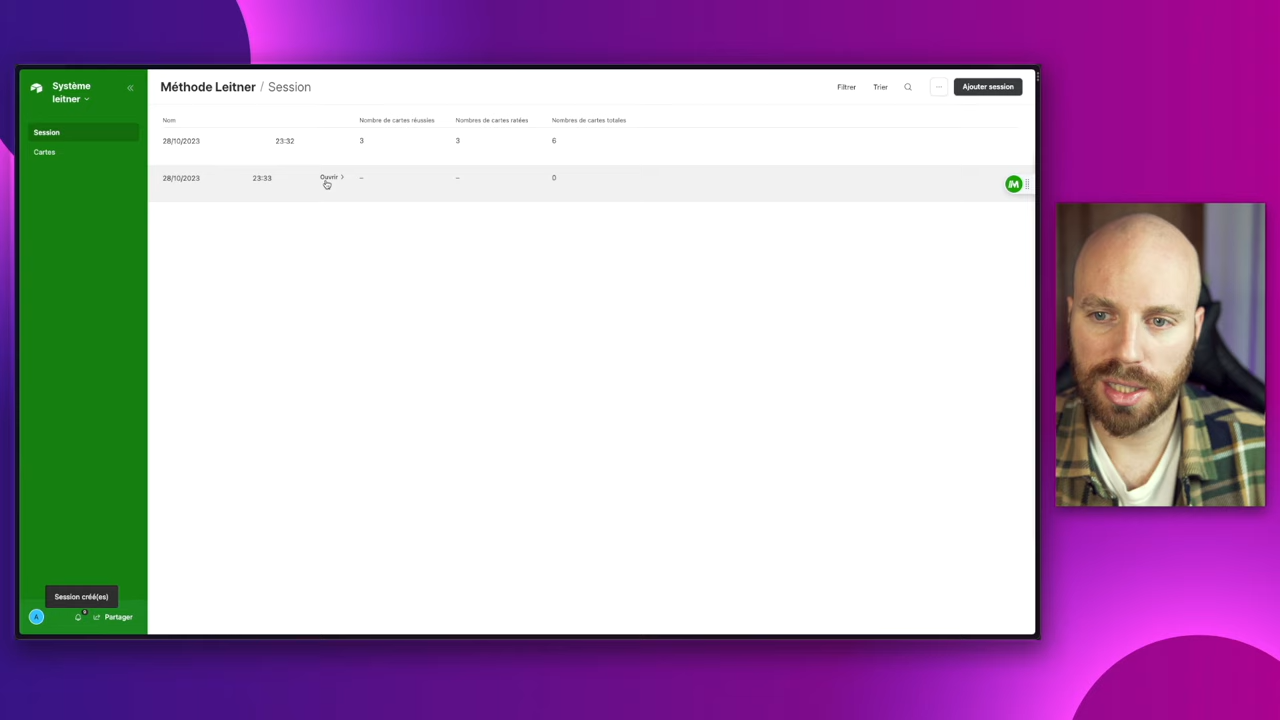 Système
leitner
Session
Cartes
Méthode Leitner / Session
Filtrer
Trier
Ajouter session
Nom
Nombre de cartes réussies
Nombres de cartes ratées
Nombres de cartes totales
28/10/2023 23:32 3 3 6
28/10/2023 23:33 Ouvrir – – 0
Session créé(es)
A
Partager